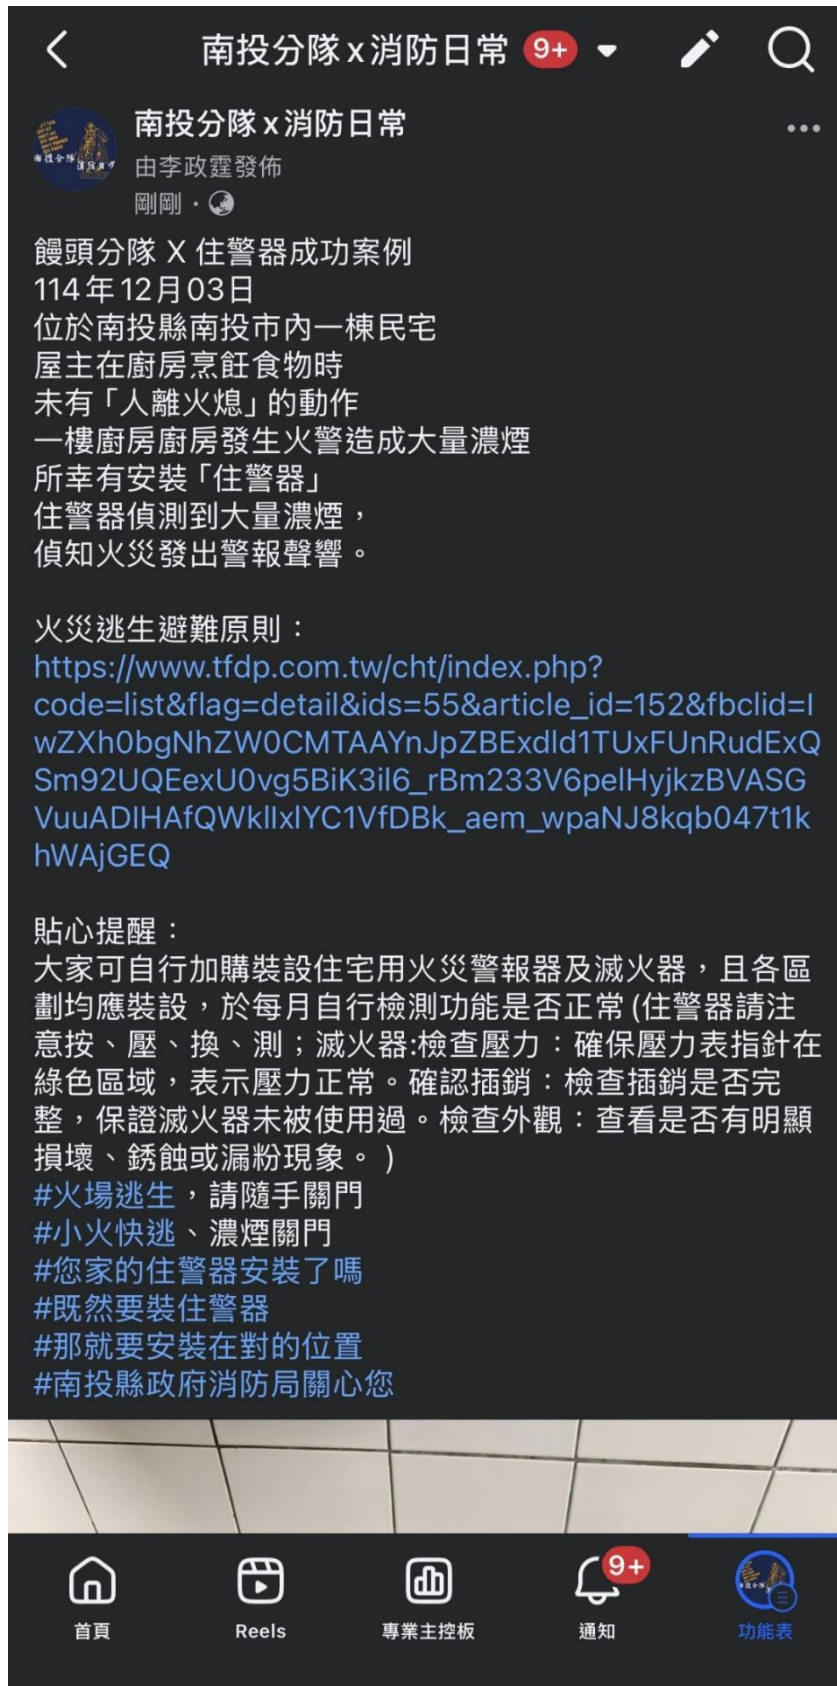 南投分隊 x 消防日常 9+
南投分隊 x 消防日常
由李政霆發佈
剛剛 ·
饅頭分隊 X 住警器成功案例
114年12月03日
位於南投縣南投市內一棟民宅
屋主在廚房烹飪食物時
未有「人離火熄」的動作
一樓廚房廚房發生火警造成大量濃煙
所幸有安裝「住警器」
住警器偵測到大量濃煙，
偵知火災發出警報聲響。
火災逃生避難原則：
https://www.tfdp.com.tw/cht/index.php?
code=list&flag=detail&ids=55&article_id=152&fbclid=I
wZXh0bgNhZW0CMTAAYnJpZBExdld1TUxFUnRudExQ
Sm92UQEexU0vg5BiK3il6_rBm233V6pelHyjkzBVASG
VuuADIHAfQWkllxlYC1VfDBk_aem_wpaNJ8kqb047t1k
hWAjGEQ
貼心提醒：
大家可自行加購裝設住宅用火災警報器及滅火器，且各區
劃均應裝設，於每月自行檢測功能是否正常 (住警器請注
意按、壓、換、測；滅火器:檢查壓力：確保壓力表指針在
綠色區域，表示壓力正常。確認插銷：檢查插銷是否完
整，保證滅火器未被使用過。檢查外觀：查看是否有明顯
損壞、銹蝕或漏粉現象。)
#火場逃生，請隨手關門
#小火快逃、濃煙關門
#您家的住警器安裝了嗎
#既然要裝住警器
#那就要安裝在對的位置
#南投縣政府消防局關心您
9+
首頁 Reels 專業主控板 通知 功能表